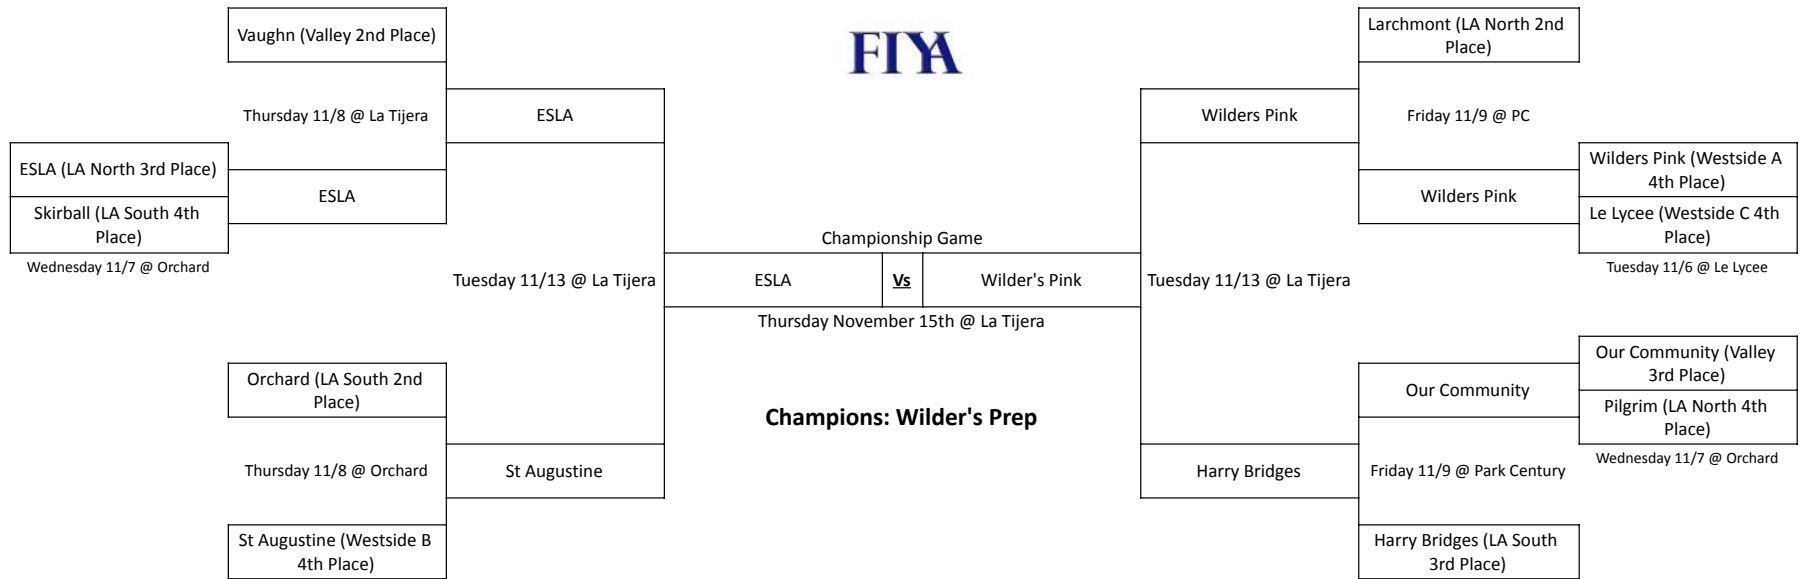 Vaughn (Valley 2nd Place)
FIYA
Larchmont (LA North 2nd
Place)
Thursday 11/8 @ La Tijera
ESLA
Wilders Pink
Friday 11/9 @ PC
ESLA (LA North 3rd Place)
Skirball (LA South 4th
Place)
Wednesday 11/7 @ Orchard
ESLA
Wilders Pink
Wilders Pink (Westside A
4th Place)
Le Lycee (Westside C 4th
Place)
Tuesday 11/6 @ Le Lycee
Championship Game
Tuesday 11/13 @ La Tijera
ESLA
Vs
Wilder's Pink
Tuesday 11/13 @ La Tijera
Thursday November 15th @ La Tijera
Orchard (LA South 2nd
Place)
Our Community
Our Community (Valley
3rd Place)
Pilgrim (LA North 4th
Place)
Wednesday 11/7 @ Orchard
Champions: Wilder's Prep
Thursday 11/8 @ Orchard
St Augustine
Harry Bridges
Friday 11/9 @ Park Century
St Augustine (Westside B
4th Place)
Harry Bridges (LA South
3rd Place)